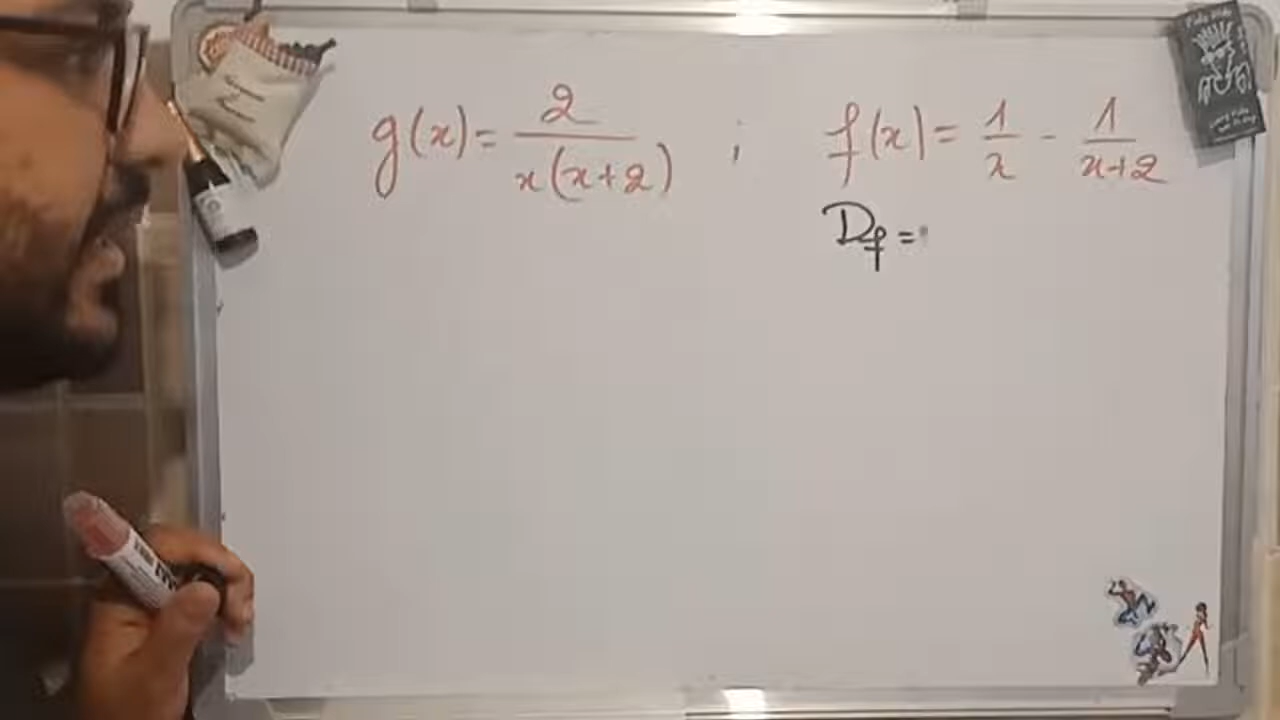 g(x) = 2/(x(x+2)) ; f(x) = 1/x - 1/(x+2)
Df =